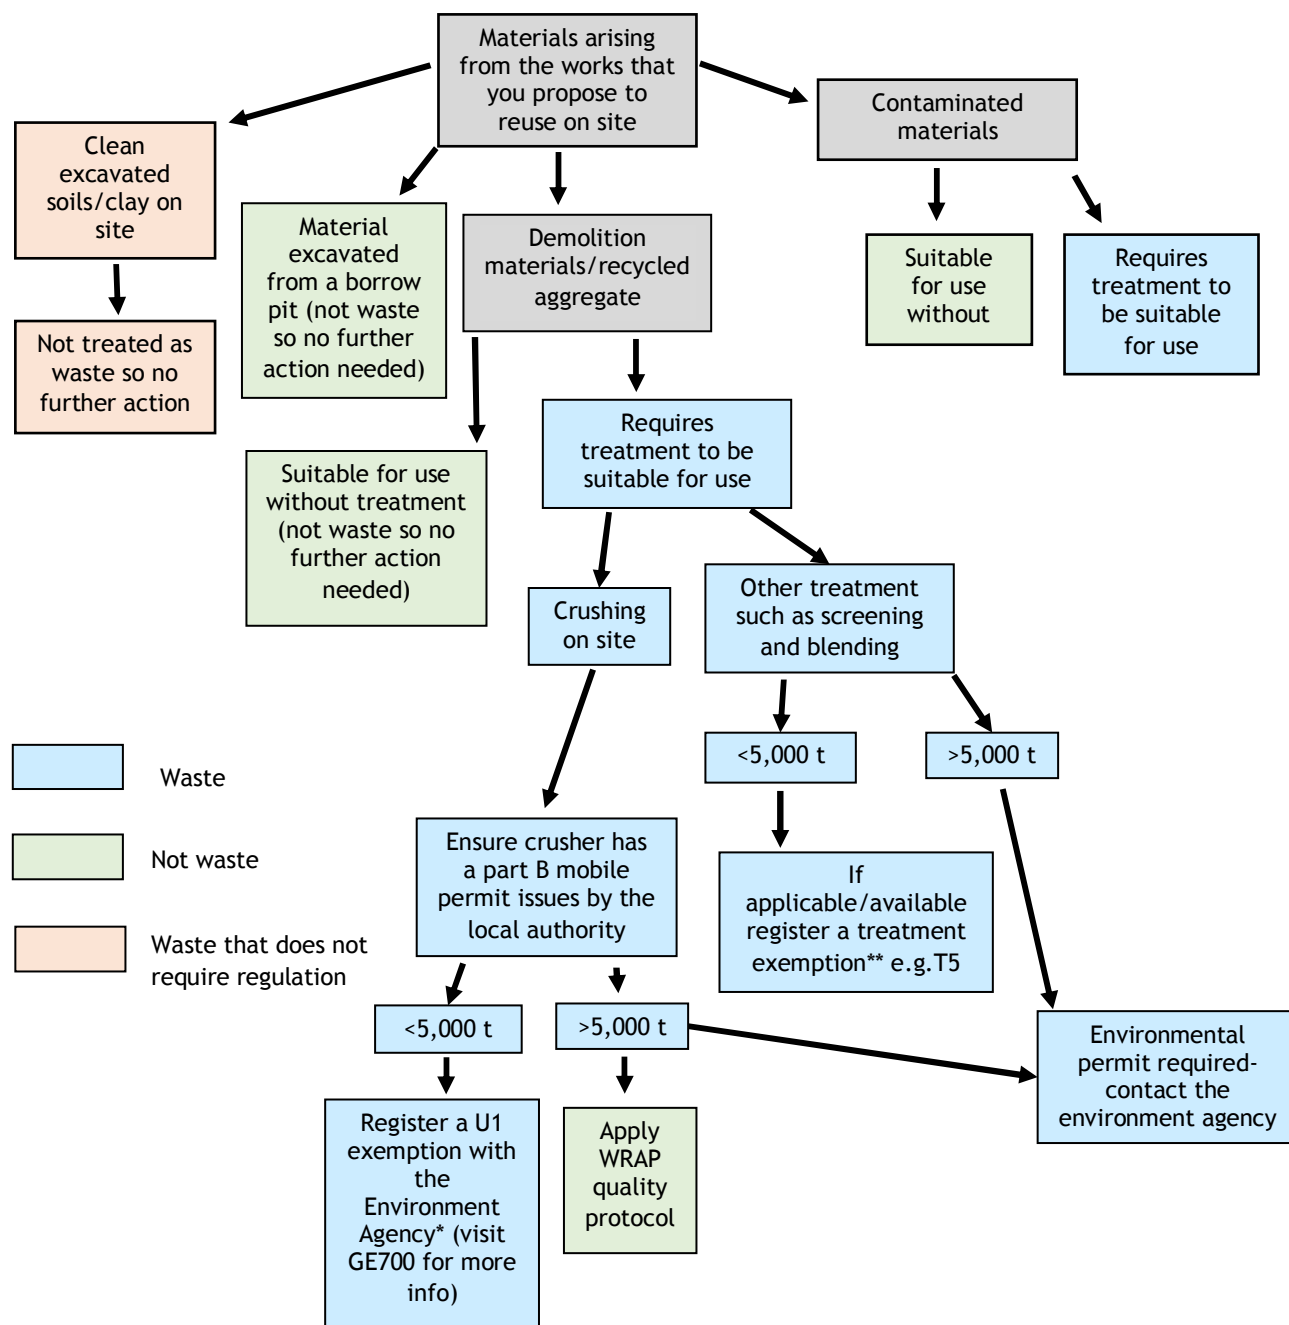 Materials arising
from the works that
you propose to
reuse on site
Contaminated
materials
Clean
excavated
soils/clay on
site
Material
excavated
from a borrow
pit (not waste
so no further
action needed)
Demolition
materials/recycled
aggregate
Suitable
for use
without
Requires
treatment to
be suitable
for use
Not treated as
waste so no
further action
Requires
treatment to be
suitable for use
Suitable for use
without treatment
(not waste so no
further action
needed)
Crushing
on site
Other treatment
such as screening
and blending
<5,000 t
>5,000 t
Waste
Not waste
Waste that does not
require regulation
Ensure crusher has
a part B mobile
permit issues by the
local authority
If
applicable/available
register a treatment
exemption** e.g.T5
<5,000 t
>5,000 t
Environmental
permit required-
contact the
environment agency
Register a U1
exemption with
the
Environment
Agency* (visit
GE700 for more
info)
Apply
WRAP
quality
protocol